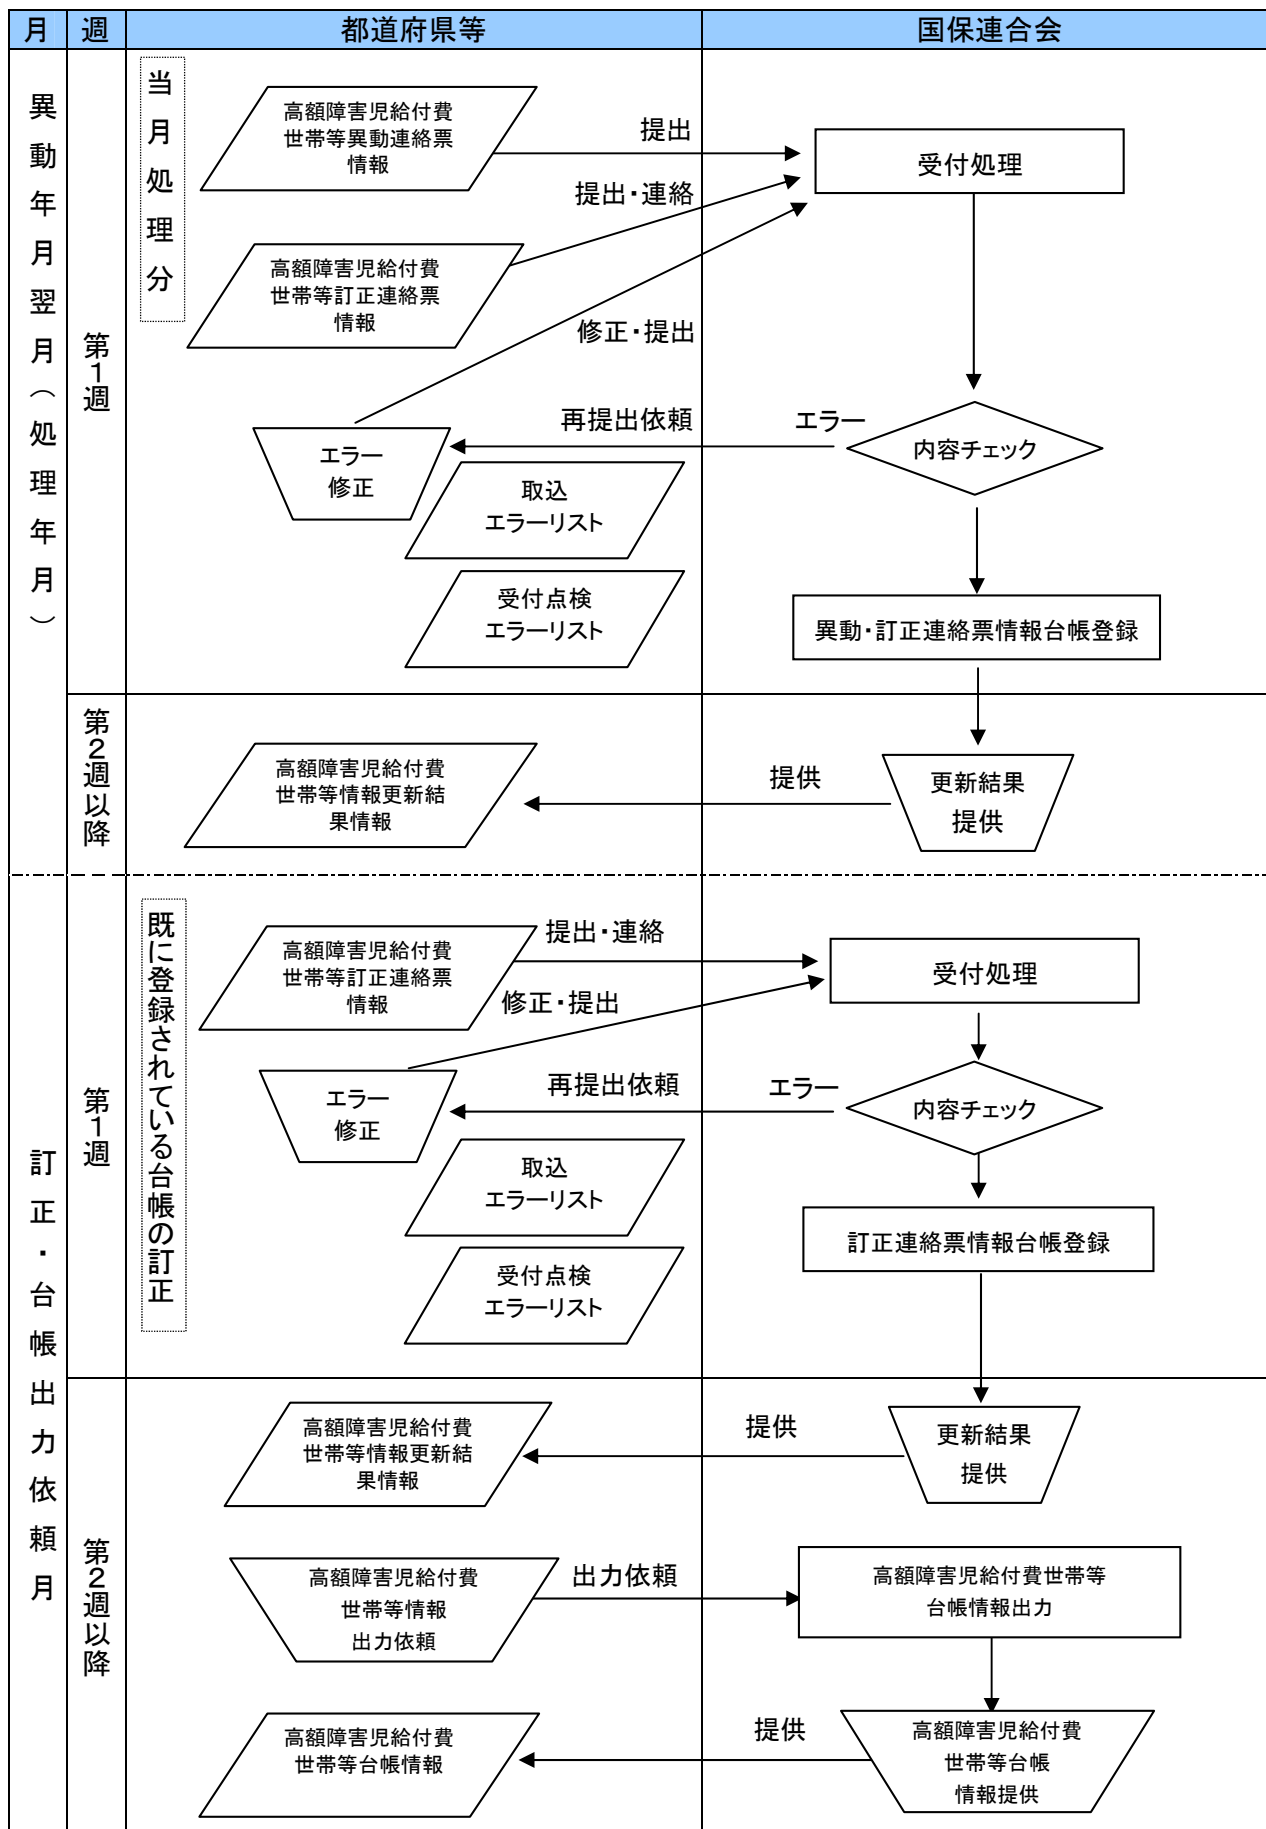 月 週 都道府県等 国保連合会
異動年月翌月（処理年月）
第1週
当月処理分
高額障害児給付費
世帯等異動連絡票
情報
提出
受付処理
提出・連絡
高額障害児給付費
世帯等訂正連絡票
情報
修正・提出
再提出依頼
エラー
内容チェック
エラー
修正
取込
エラーリスト
受付点検
エラーリスト
異動・訂正連絡票情報台帳登録
第2週以降
高額障害児給付費
世帯等情報更新結
果情報
提供
更新結果
提供
訂正・台帳出力依頼月
第1週
既に登録されている台帳の訂正
高額障害児給付費
世帯等訂正連絡票
情報
提出・連絡
受付処理
修正・提出
再提出依頼
エラー
内容チェック
エラー
修正
取込
エラーリスト
受付点検
エラーリスト
訂正連絡票情報台帳登録
第2週以降
高額障害児給付費
世帯等情報更新結
果情報
提供
更新結果
提供
高額障害児給付費
世帯等情報
出力依頼
出力依頼
高額障害児給付費世帯等
台帳情報出力
高額障害児給付費
世帯等台帳情報
提供
高額障害児給付費
世帯等台帳
情報提供